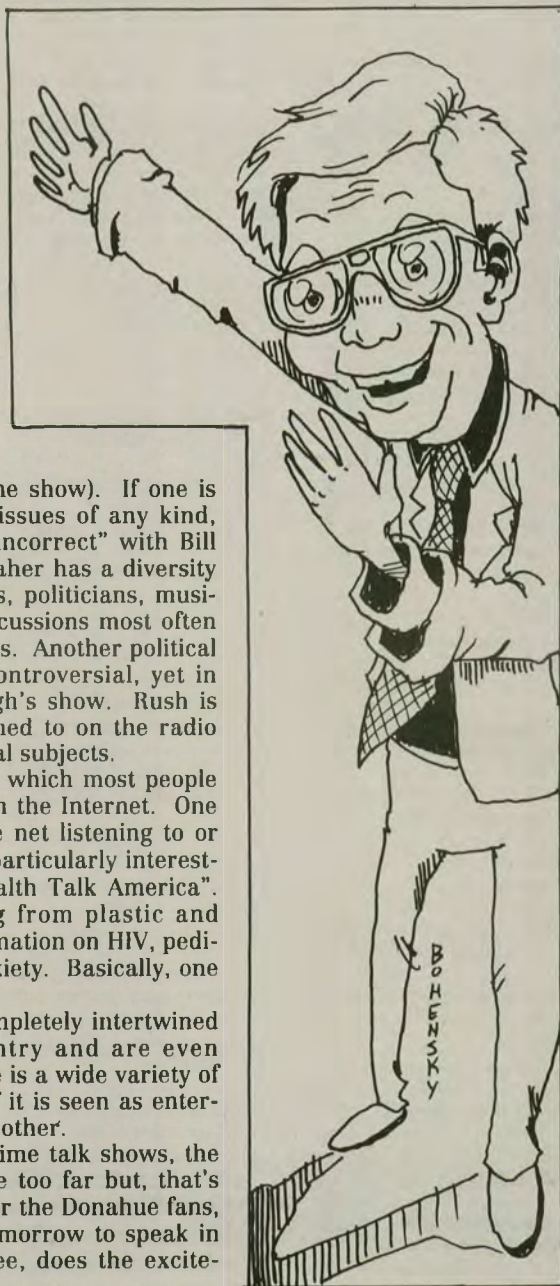 he show). If one is
issues of any kind,
incorrect" with Bill
aher has a diversity
s, politicians, musi-
cussions most often
s. Another political
ontroversial, yet in
gh's show. Rush is
ned to on the radio
al subjects.
which most people
n the Internet. One
e net listening to or
particularly interest-
alth Talk America".
g from plastic and
mation on HIV, pedi-
xiety. Basically, one
mpletely intertwined
ntry and are even
e is a wide variety of
f it is seen as enter-
other.
ime talk shows, the
e too far but, that's
r the Donahue fans,
morrow to speak in
ee, does the excite-
BOHENSKY